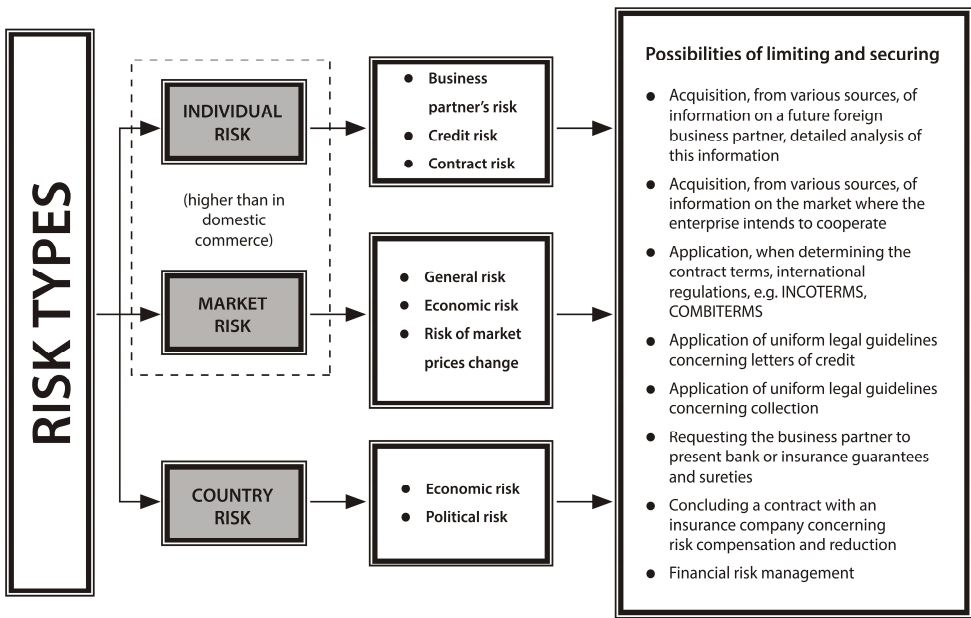 RISK TYPES
INDIVIDUAL
RISK
(higher than in
domestic
commerce)
MARKET
RISK
COUNTRY
RISK
● Business
partner's risk
● Credit risk
● Contract risk
● General risk
● Economic risk
● Risk of market
prices change
● Economic risk
● Political risk
Possibilities of limiting and securing
● Acquisition, from various sources, of
information on a future foreign
business partner, detailed analysis of
this information
● Acquisition, from various sources, of
information on the market where the
enterprise intends to cooperate
● Application, when determining the
contract terms, international
regulations, e.g. INCOTERMS,
COMBITERMS
● Application of uniform legal guidelines
concerning letters of credit
● Application of uniform legal guidelines
concerning collection
● Requesting the business partner to
present bank or insurance guarantees
and sureties
● Concluding a contract with an
insurance company concerning
risk compensation and reduction
● Financial risk management